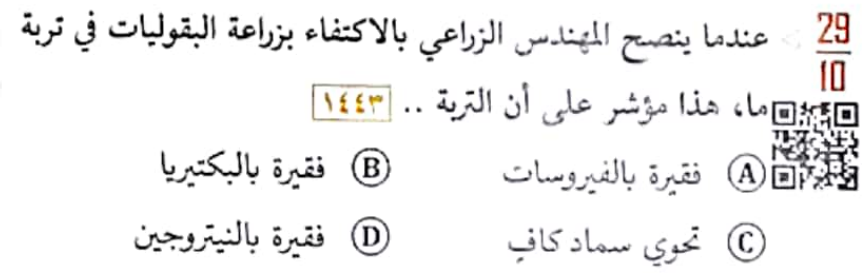 29
10
عندما ينصح المهندس الزراعي بالاكتفاء بزراعة البقوليات في تربة
ما، هذا مؤشر على أن التربة .. ١٤٤٣
A فقيرة بالفيروسات
B فقيرة بالبكتيريا
C تحوي سماد كافٍ
D فقيرة بالنيتروجين